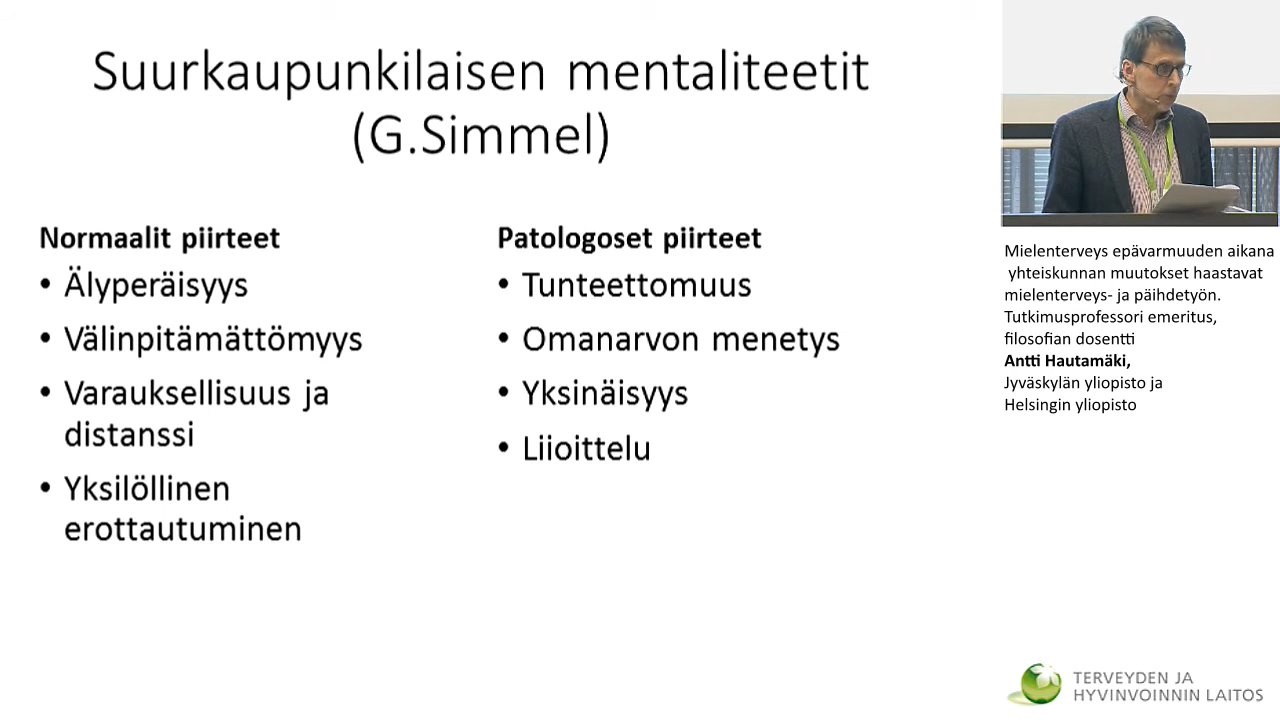 Suurkaupunkilaisen mentaliteetit
(G.Simmel)
Normaalit piirteet
• Älyperäisyys
• Välinpitämättömyys
• Varauksellisuus ja
distanssi
• Yksilöllinen
erottautuminen
Patologoset piirteet
• Tunteettomuus
• Omanarvon menetys
• Yksinäisyys
• Liioittelu
Mielenterveys epävarmuuden aikana
yhteiskunnan muutokset haastavat
mielenterveys- ja päihdetyön.
Tutkimusprofessori emeritus,
filosofian dosentti
Antti Hautamäki,
Jyväskylän yliopisto ja
Helsingin yliopisto
TERVEYDEN JA
HYVINVOINNIN LAITOS